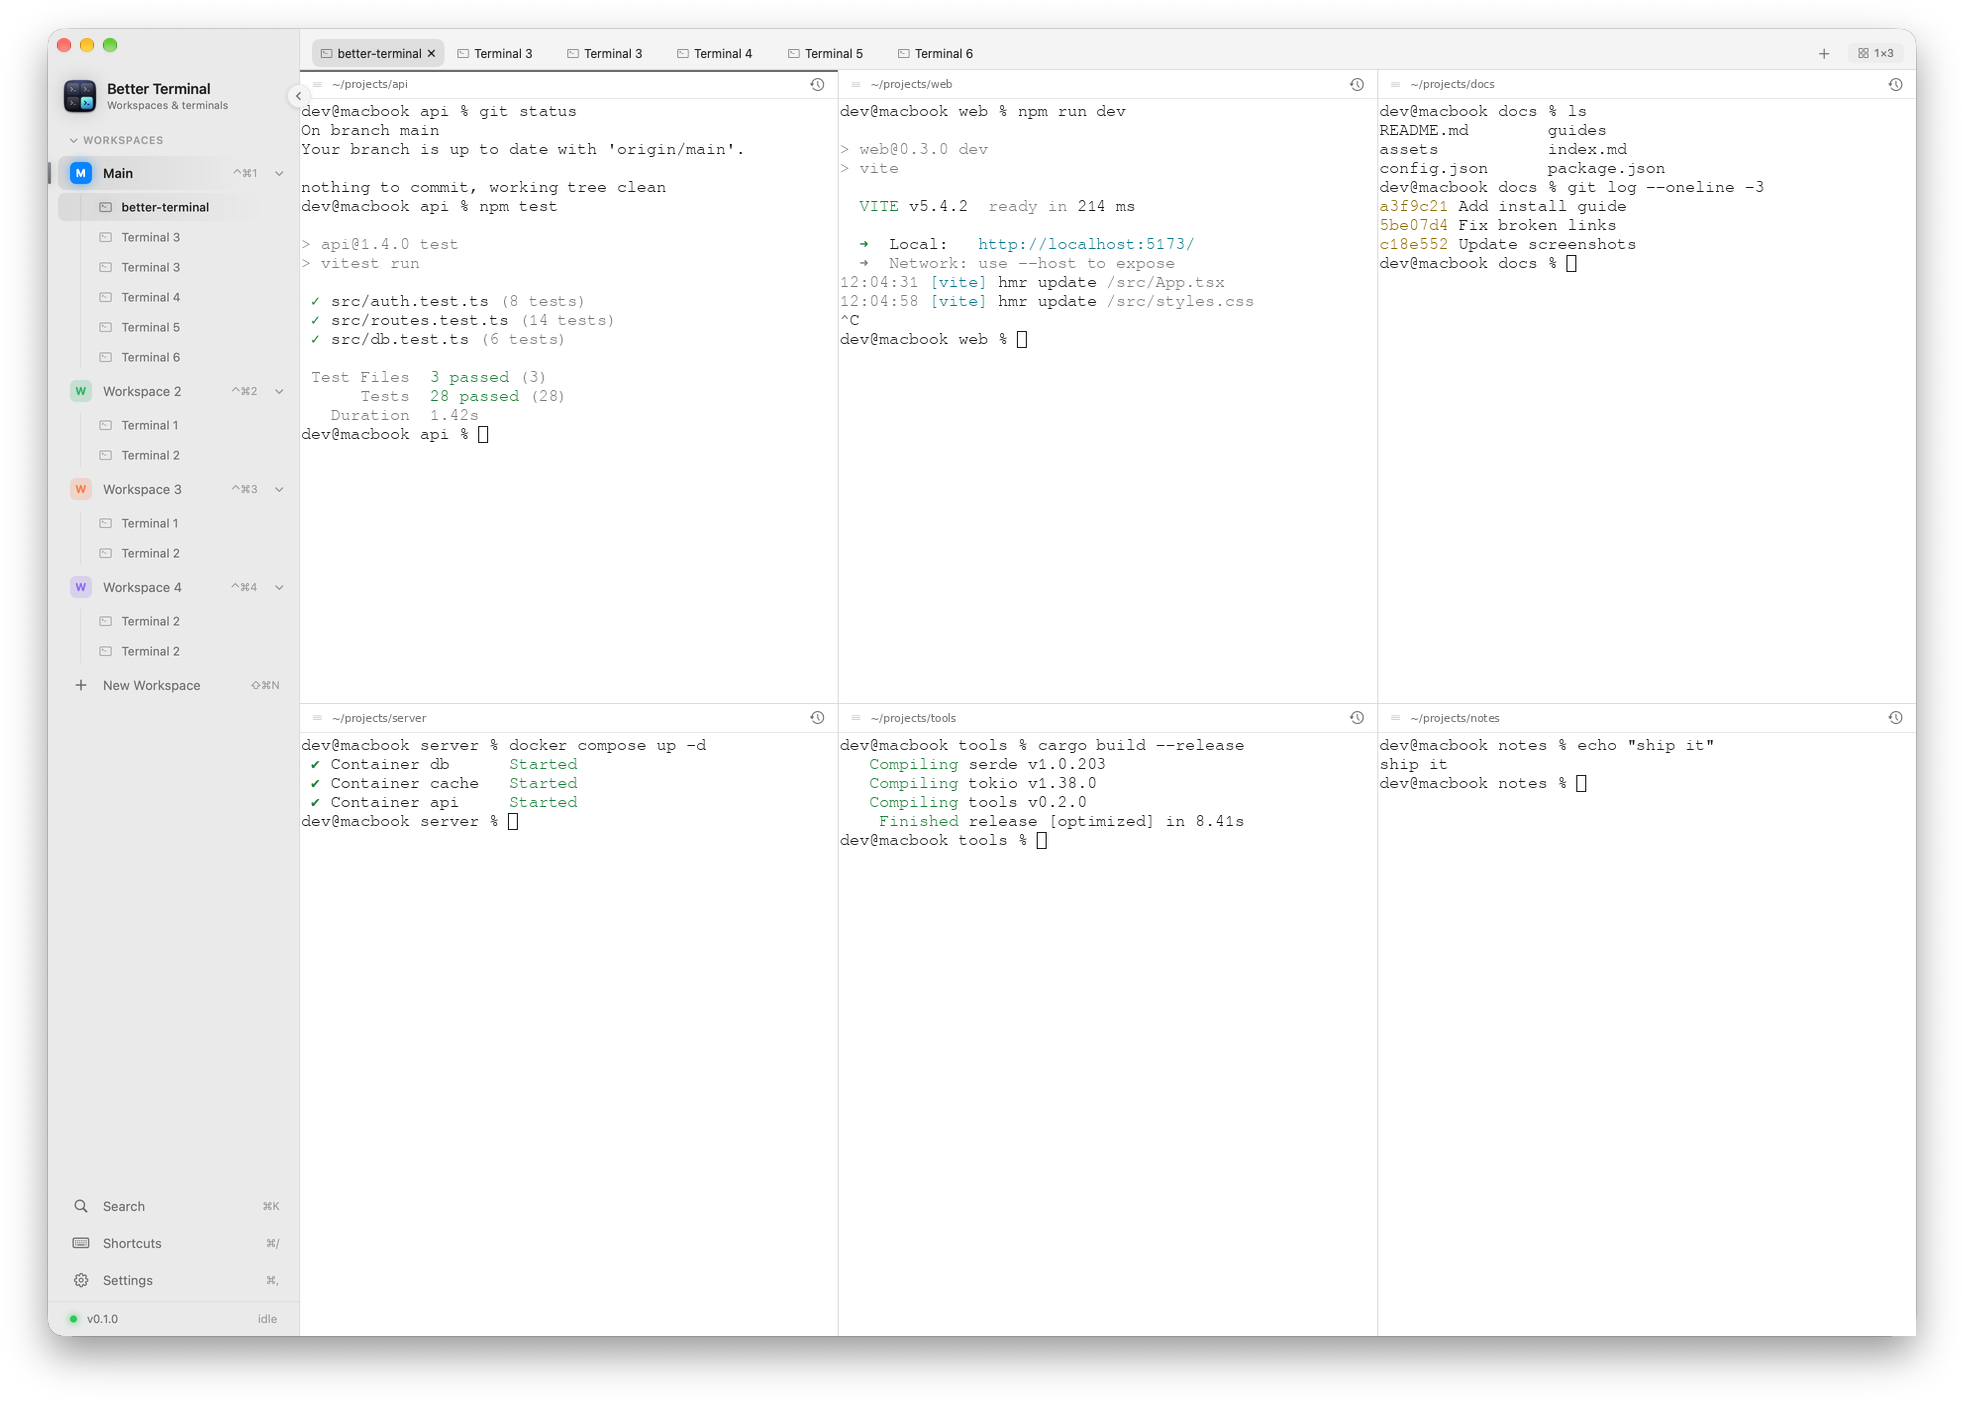 Better Terminal
Workspaces & terminals
WORKSPACES
M Main ^⌘1
better-terminal
Terminal 3
Terminal 3
Terminal 4
Terminal 5
Terminal 6
W Workspace 2 ^⌘2
Terminal 1
Terminal 2
W Workspace 3 ^⌘3
Terminal 1
Terminal 2
W Workspace 4 ^⌘4
Terminal 2
Terminal 2
+ New Workspace ⇧⌘N
Search ⌘K
Shortcuts ⌘/
Settings ⌘,
v0.1.0 idle
better-terminal × Terminal 3 Terminal 3 Terminal 4 Terminal 5 Terminal 6 + 1×3
~/projects/api
dev@macbook api % git status
On branch main
Your branch is up to date with 'origin/main'.
nothing to commit, working tree clean
dev@macbook api % npm test
> api@1.4.0 test
> vitest run
✓ src/auth.test.ts (8 tests)
✓ src/routes.test.ts (14 tests)
✓ src/db.test.ts (6 tests)
Test Files  3 passed (3)
Tests  28 passed (28)
Duration  1.42s
dev@macbook api %
~/projects/web
dev@macbook web % npm run dev
> web@0.3.0 dev
> vite
VITE v5.4.2  ready in 214 ms
➜  Local:   http://localhost:5173/
➜  Network: use --host to expose
12:04:31 [vite] hmr update /src/App.tsx
12:04:58 [vite] hmr update /src/styles.css
^C
dev@macbook web %
~/projects/docs
dev@macbook docs % ls
README.md        guides
assets           index.md
config.json      package.json
dev@macbook docs % git log --oneline -3
a3f9c21 Add install guide
5be07d4 Fix broken links
c18e552 Update screenshots
dev@macbook docs %
~/projects/server
dev@macbook server % docker compose up -d
✔ Container db      Started
✔ Container cache   Started
✔ Container api     Started
dev@macbook server %
~/projects/tools
dev@macbook tools % cargo build --release
Compiling serde v1.0.203
Compiling tokio v1.38.0
Compiling tools v0.2.0
Finished release [optimized] in 8.41s
dev@macbook tools %
~/projects/notes
dev@macbook notes % echo "ship it"
ship it
dev@macbook notes %